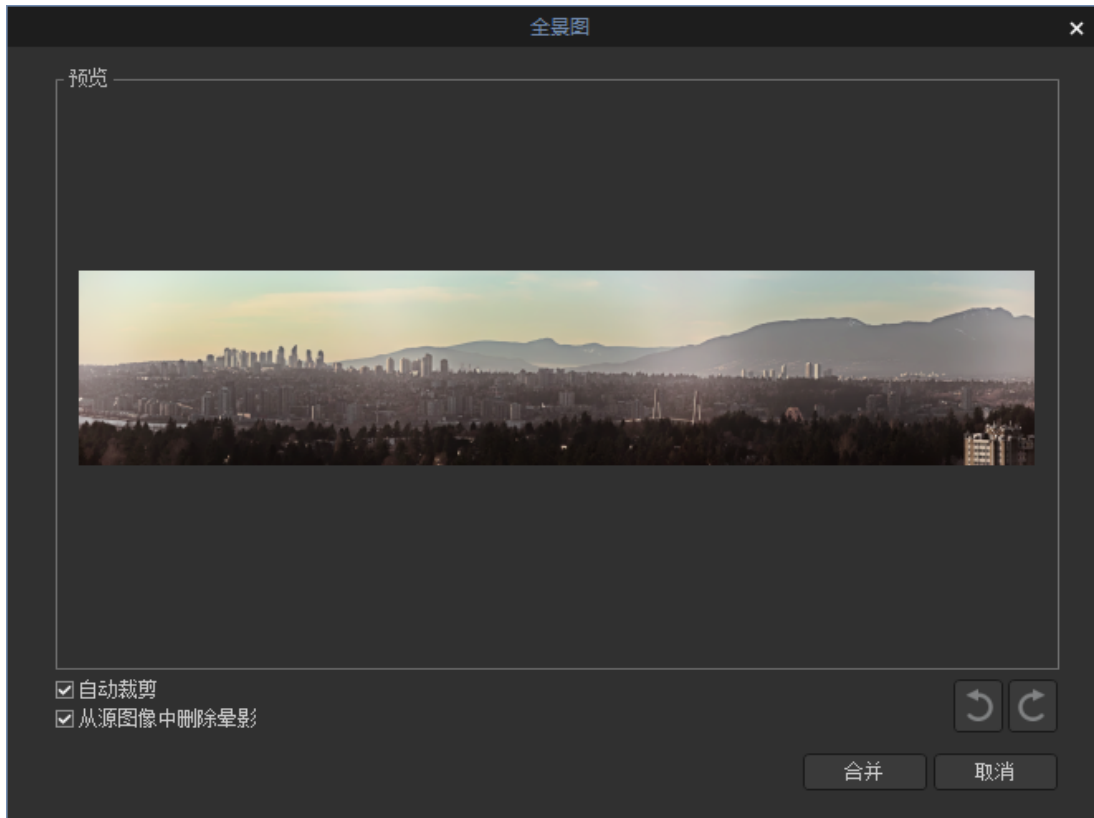 全景图
预览
自动裁剪
从源图像中删除晕影
合并
取消